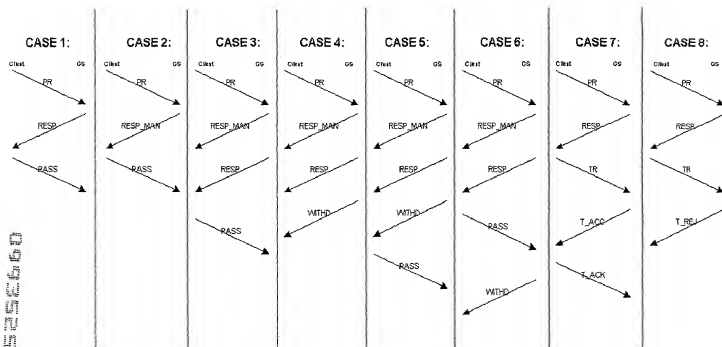 CASE 1: CASE 2: CASE 3: CASE 4: CASE 5: CASE 6: CASE 7: CASE 8:
Client GS Client GS Client GS Client GS Client GS Client GS Client GS Client GS
PR PR PR PR PR PR PR PR
RESP RESP_MAN RESP_MAN RESP_MAN RESP_MAN RESP_MAN RESP RESP
PASS PASS RESP RESP RESP RESP TR TR
PASS WITHD WITHD PASS T_ACC T_REJ
PASS WITHD T_ACK